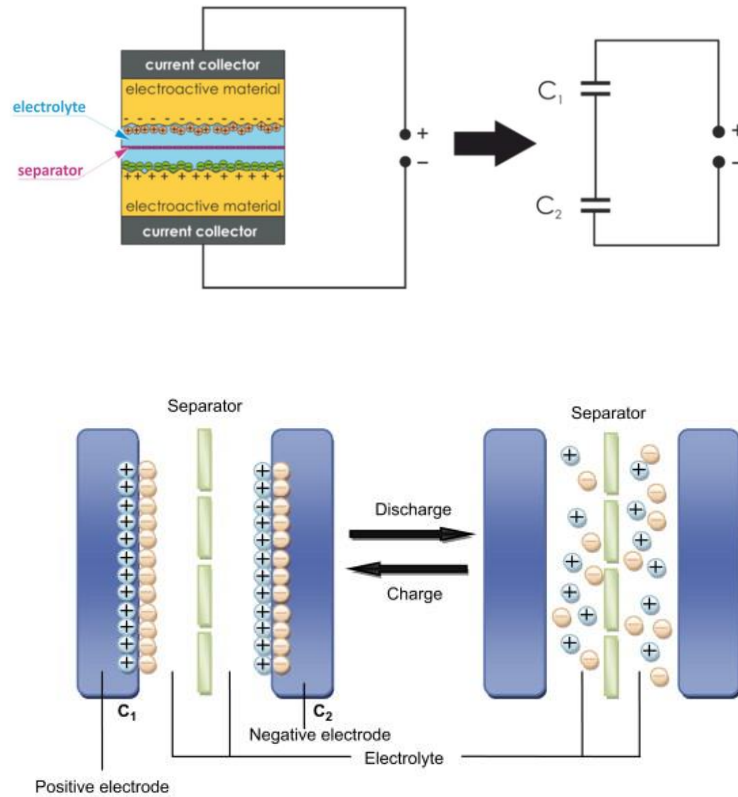 current collector
electroactive material
electrolyte
separator
electroactive material
current collector
+
−
C1
C2
+
−
Separator
Separator
Discharge
Charge
C1
C2
Negative electrode
Electrolyte
Positive electrode